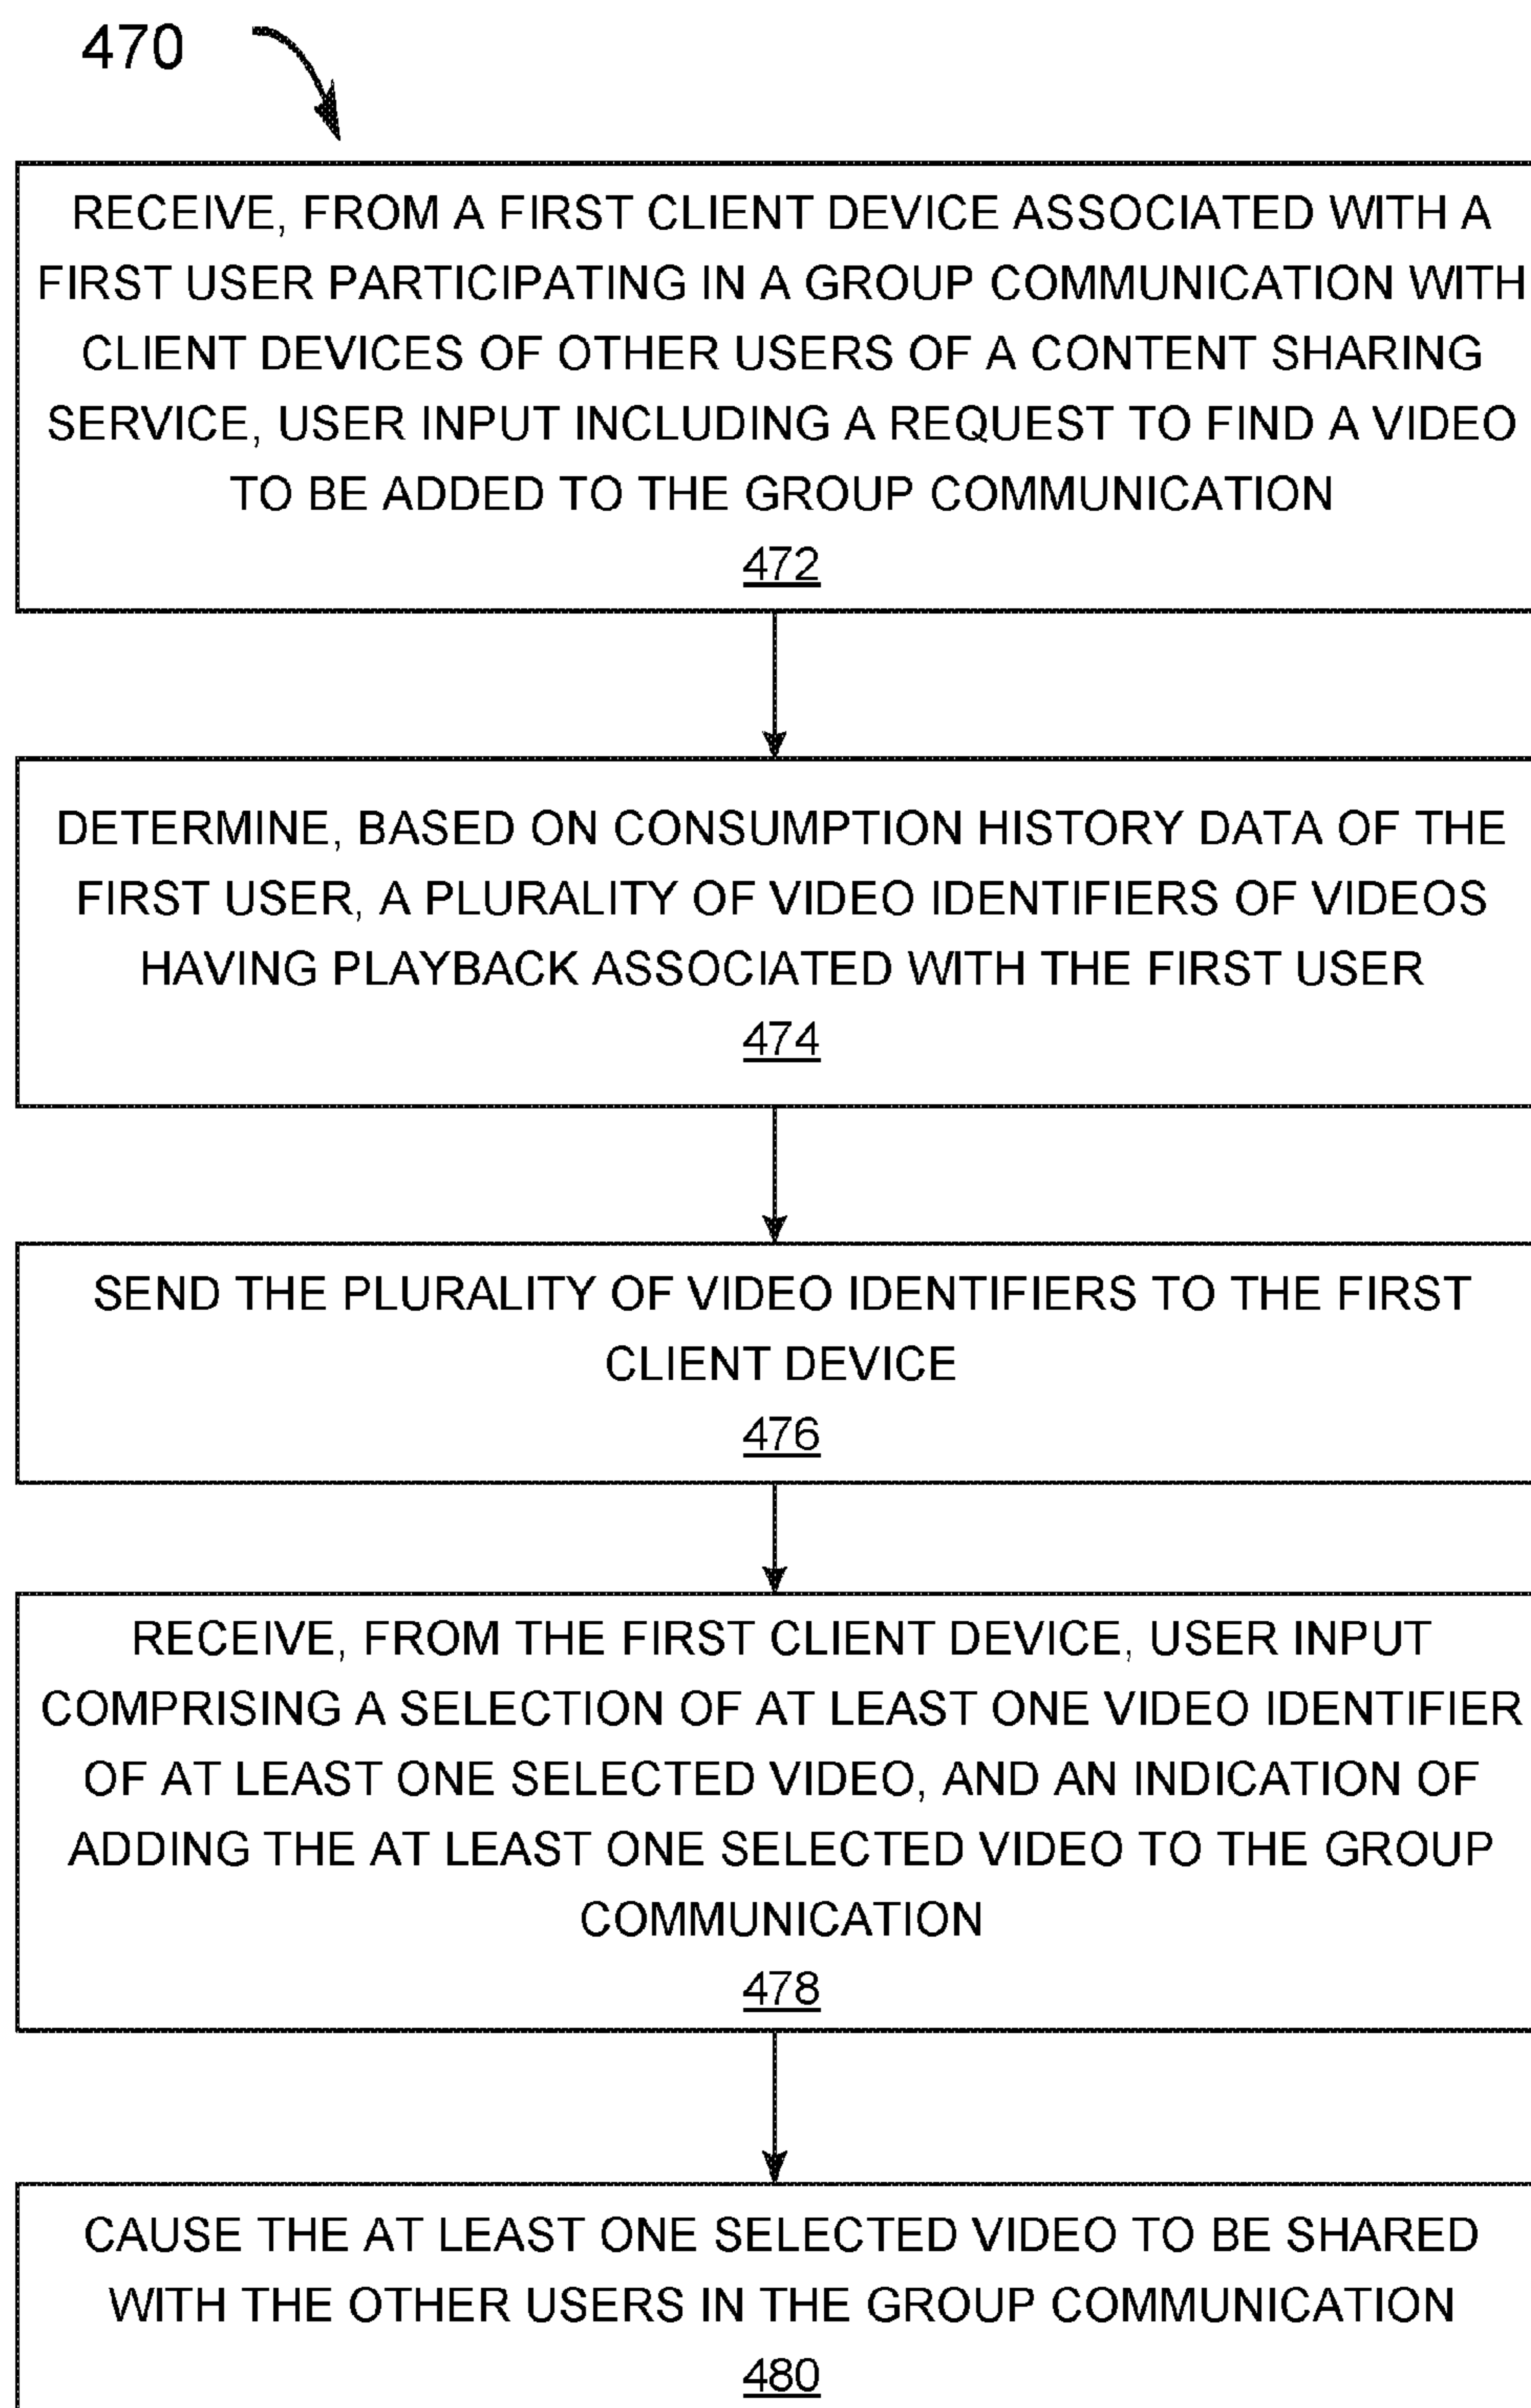 470
RECEIVE, FROM A FIRST CLIENT DEVICE ASSOCIATED WITH A
FIRST USER PARTICIPATING IN A GROUP COMMUNICATION WITH
CLIENT DEVICES OF OTHER USERS OF A CONTENT SHARING
SERVICE, USER INPUT INCLUDING A REQUEST TO FIND A VIDEO
TO BE ADDED TO THE GROUP COMMUNICATION
472
DETERMINE, BASED ON CONSUMPTION HISTORY DATA OF THE
FIRST USER, A PLURALITY OF VIDEO IDENTIFIERS OF VIDEOS
HAVING PLAYBACK ASSOCIATED WITH THE FIRST USER
474
SEND THE PLURALITY OF VIDEO IDENTIFIERS TO THE FIRST
CLIENT DEVICE
476
RECEIVE, FROM THE FIRST CLIENT DEVICE, USER INPUT
COMPRISING A SELECTION OF AT LEAST ONE VIDEO IDENTIFIER
OF AT LEAST ONE SELECTED VIDEO, AND AN INDICATION OF
ADDING THE AT LEAST ONE SELECTED VIDEO TO THE GROUP
COMMUNICATION
478
CAUSE THE AT LEAST ONE SELECTED VIDEO TO BE SHARED
WITH THE OTHER USERS IN THE GROUP COMMUNICATION
480